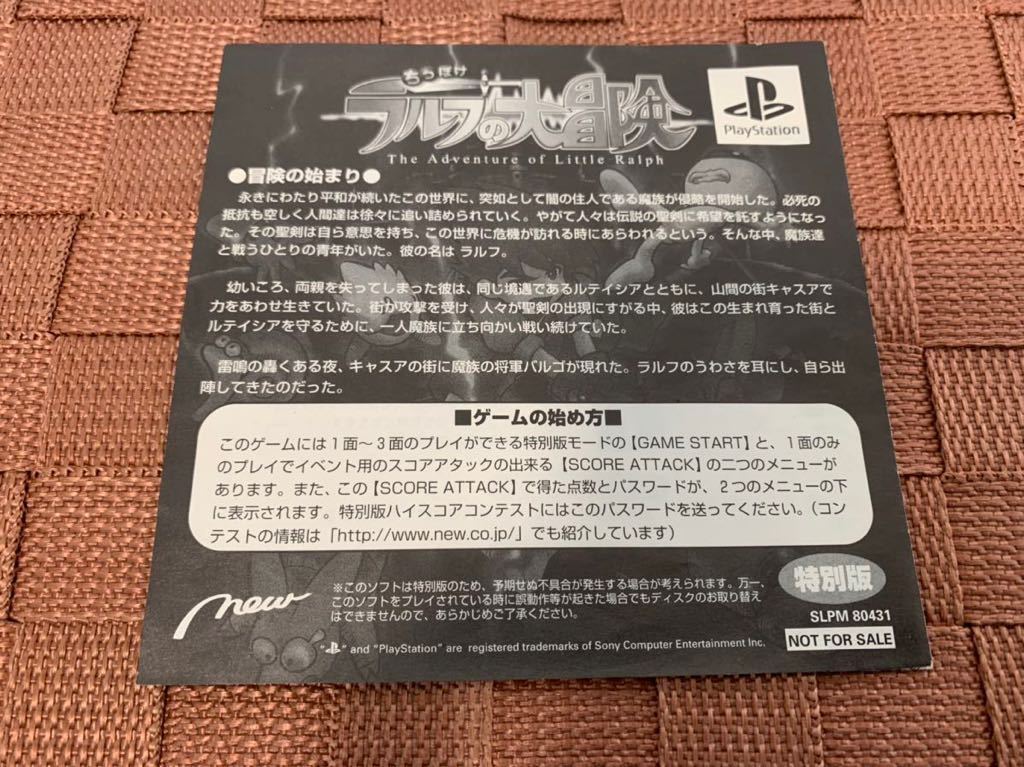 ちっぽけ
ラルフの大冒険
The Adventure of Little Ralph
PlayStation
●冒険の始まり●
永きにわたり平和が続いたこの世界に、突如として闇の住人である魔族が侵略を開始した。必死の
抵抗も空しく人間達は徐々に追い詰められていく。やがて人々は伝説の聖剣に希望を託すようになっ
た。その聖剣は自ら意思を持ち、この世界に危機が訪れる時にあらわれるという。そんな中、魔族達
と戦うひとりの青年がいた。彼の名は ラルフ。
幼いころ、両親を失ってしまった彼は、同じ境遇であるルテイシアとともに、山間の街キャスアで
力をあわせ生きていた。街が攻撃を受け、人々が聖剣の出現にすがる中、彼はこの生まれ育った街と
ルテイシアを守るために、一人魔族に立ち向かい戦い続けていた。
雷鳴の轟くある夜、キャスアの街に魔族の将軍バルゴが現れた。ラルフのうわさを耳にし、自ら出
陣してきたのだった。
■ゲームの始め方■
このゲームには1面～3面のプレイができる特別版モードの【GAME START】と、1面のみ
のプレイでイベント用のスコアアタックの出来る【SCORE ATTACK】の二つのメニューが
あります。また、この【SCORE ATTACK】で得た点数とパスワードが、2つのメニューの下
に表示されます。特別版ハイスコアコンテストにはこのパスワードを送ってください。（コン
テストの情報は「http://www.new.co.jp/」でも紹介しています）
new
※このソフトは特別版のため、予期せぬ不具合が発生する場合が考えられます。万一、
このソフトをプレイされている時に誤動作等が起きた場合でもディスクのお取り替え
はできませんので、あらかじめご了承ください。
特別版
SLPM 80431
NOT FOR SALE
" " and "PlayStation" are registered trademarks of Sony Computer Entertainment Inc.